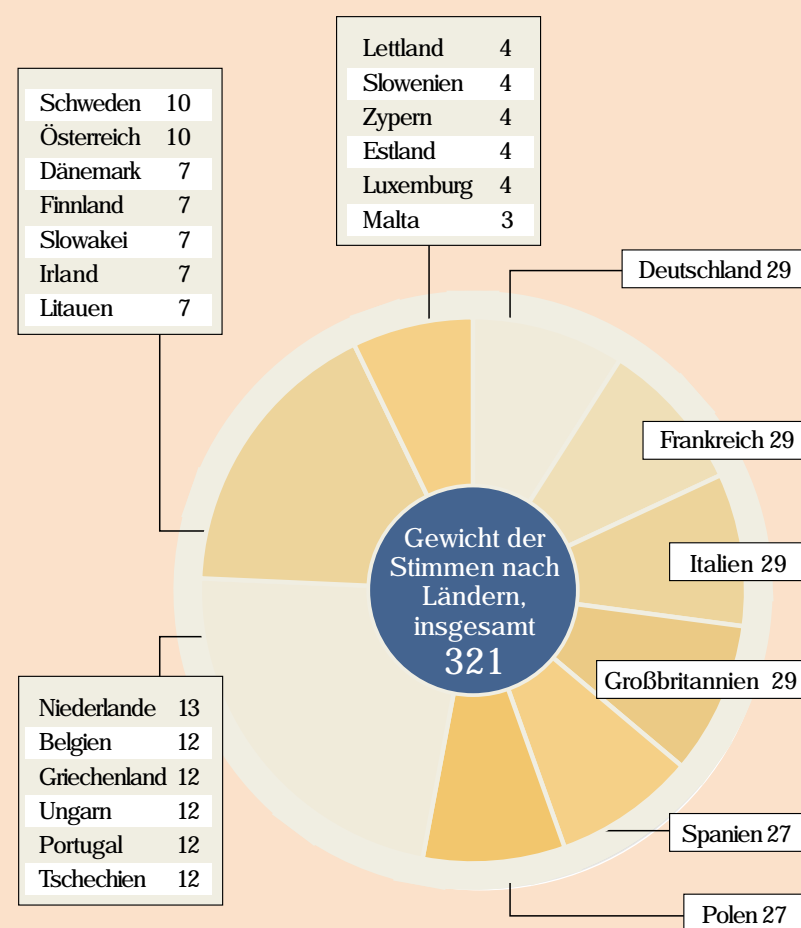 Lettland 4
Slowenien 4
Zypern 4
Estland 4
Luxemburg 4
Malta 3
Schweden 10
Österreich 10
Dänemark 7
Finnland 7
Slowakei 7
Irland 7
Litauen 7
Deutschland 29
Frankreich 29
Italien 29
Großbritannien 29
Spanien 27
Polen 27
Gewicht der
Stimmen nach
Ländern,
insgesamt
321
Niederlande 13
Belgien 12
Griechenland 12
Ungarn 12
Portugal 12
Tschechien 12